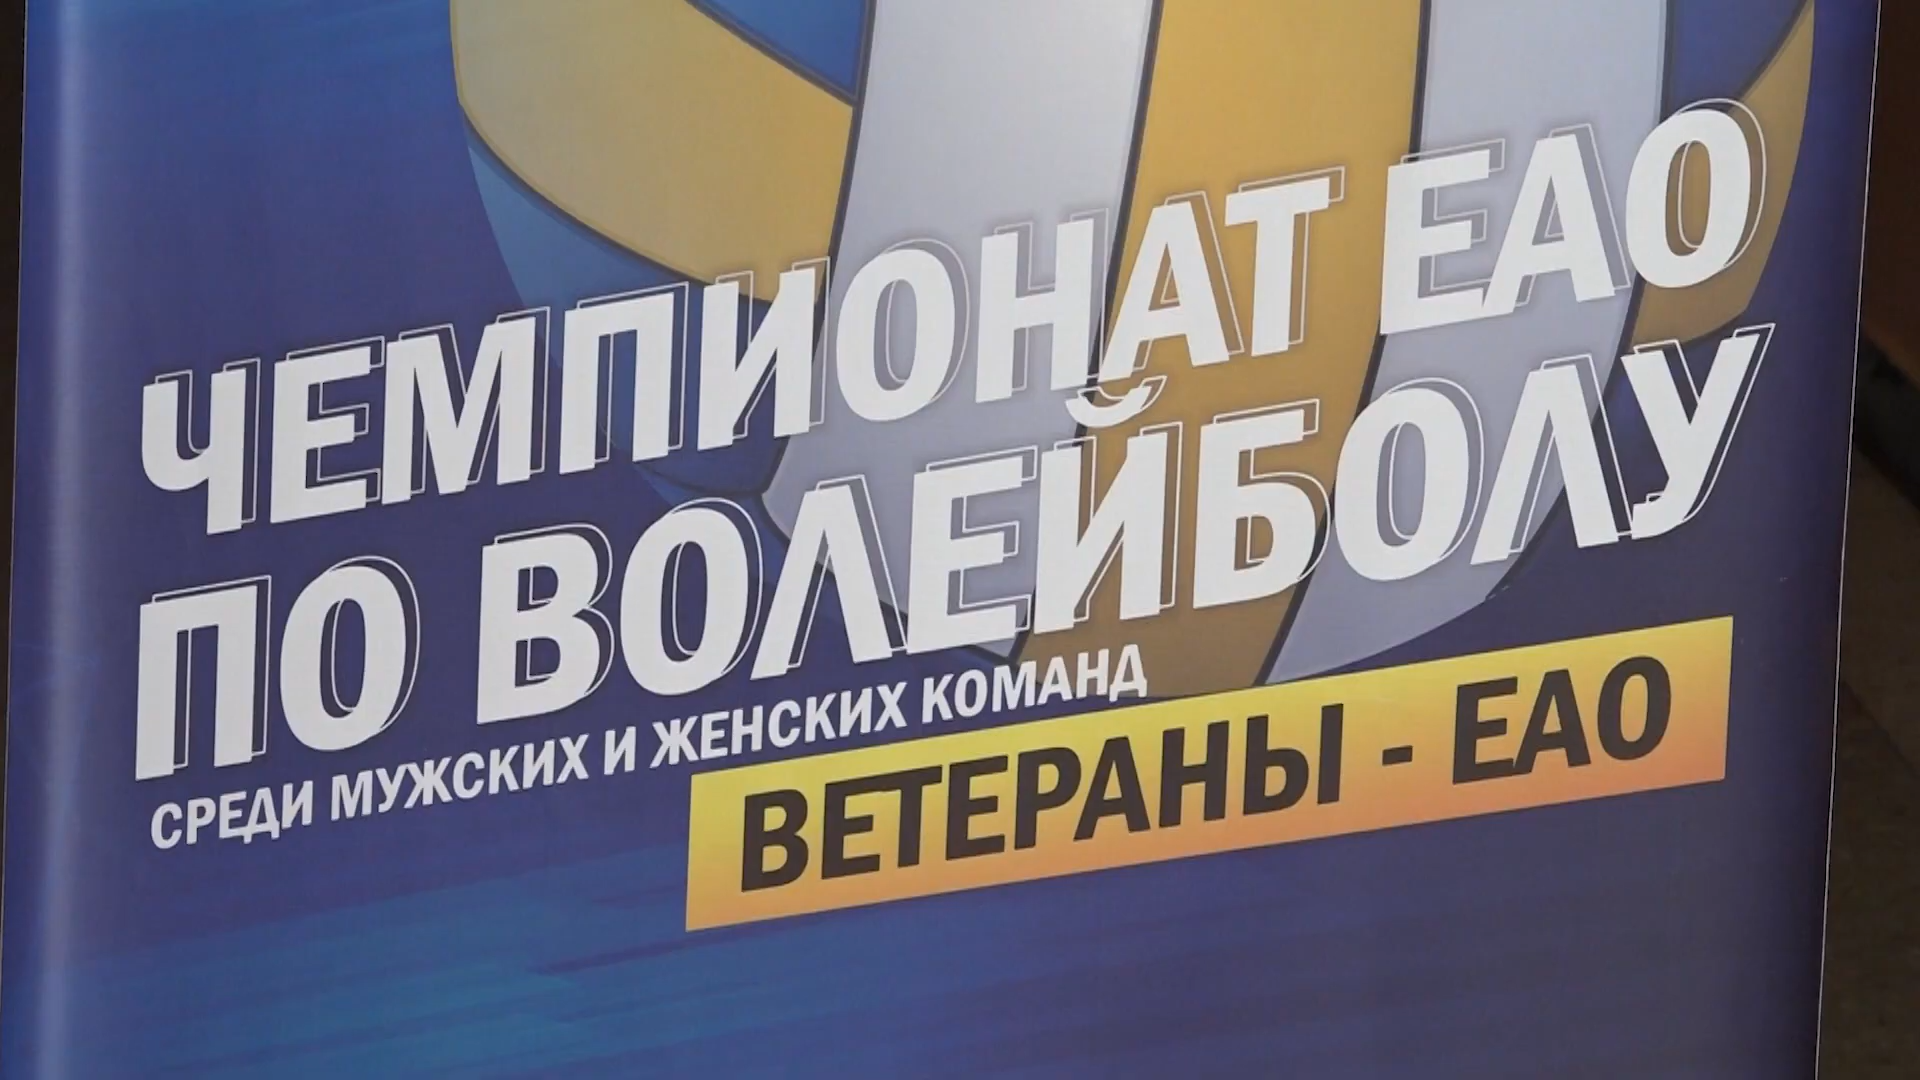 ЧЕМПИОНАТ ЕАО
ПО ВОЛЕЙБОЛУ
СРЕДИ МУЖСКИХ И ЖЕНСКИХ КОМАНД
ВЕТЕРАНЫ - ЕАО